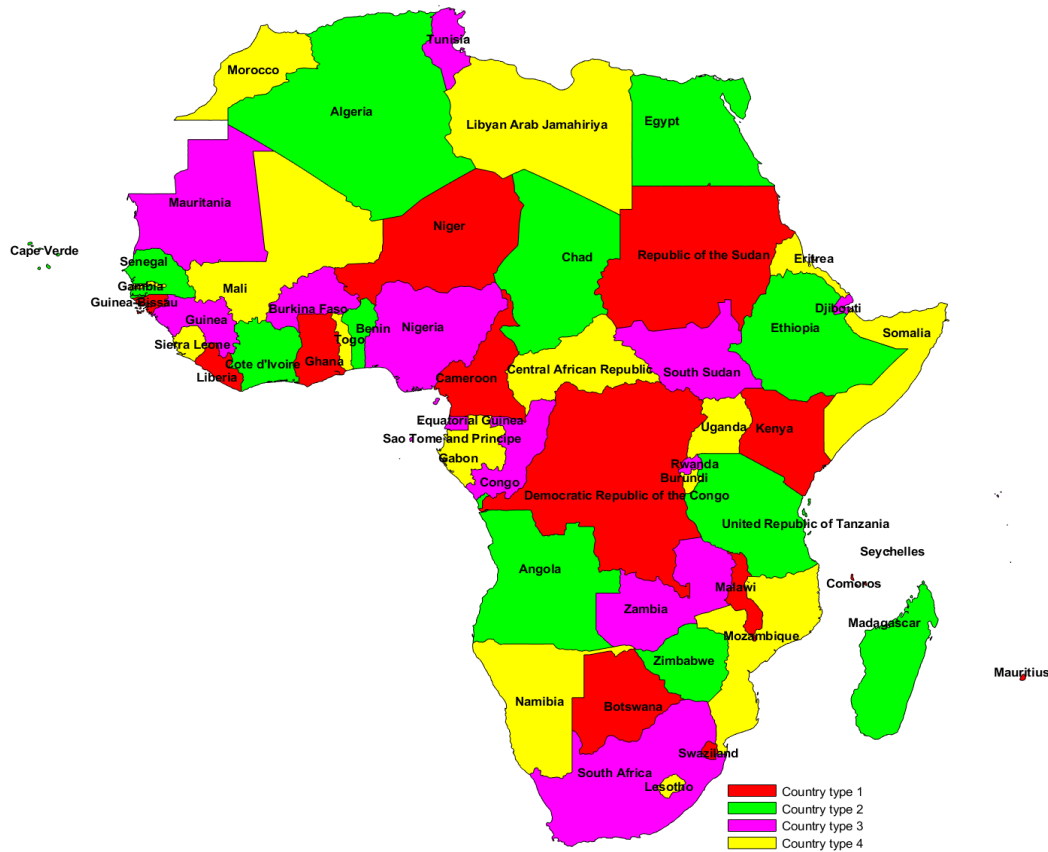 Tunisia
Morocco
Algeria
Libyan Arab Jamahiriya
Egypt
Mauritania
Niger
Cape Verde
Republic of the Sudan
Chad
Senegal
Eritrea
Gambia
Mali
Guinea-Bissau
Burkina Faso
Djibouti
Guinea
Nigeria
Benin
Ethiopia
Somalia
Togo
Sierra Leone
Ghana
Cote d'Ivoire
Central African Republic
South Sudan
Liberia
Cameroon
Equatorial Guinea
Uganda
Kenya
Sao Tome and Principe
Gabon
Rwanda
Burundi
Congo
Democratic Republic of the Congo
United Republic of Tanzania
Seychelles
Angola
Comoros
Malawi
Zambia
Madagascar
Mozambique
Zimbabwe
Mauritius
Namibia
Botswana
Swaziland
South Africa
Lesotho
Country type 1
Country type 2
Country type 3
Country type 4